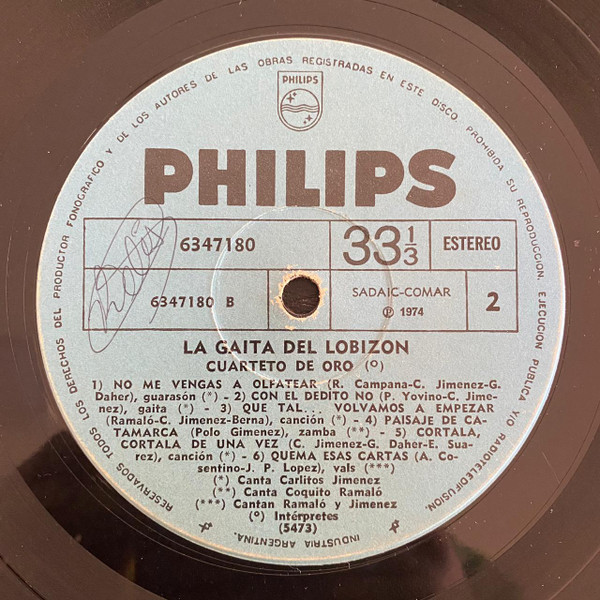 RESERVADOS TODOS LOS DERECHOS DEL PRODUCTOR FONOGRAFICO Y DE LOS AUTORES DE LAS OBRAS REGISTRADAS EN ESTE DISCO PROHIBIDA SU REPRODUCCION, EJECUCION PUBLICA Y/O RADIOTELEDIFUSION.
PHILIPS
PHILIPS
6347180
33 1/3
ESTEREO
6347180 B
SADAIC-COMAR
℗ 1974
2
LA GAITA DEL LOBIZON
CUARTETO DE ORO (º)
1) NO ME VENGAS A OLFATEAR (R. Campana-C. Jimenez-G.
Daher), guarasón (*) - 2) CON EL DEDITO NO (P. Yovino-C. Jime-
nez), gaita (*) - 3) QUE TAL... VOLVAMOS A EMPEZAR
(Ramaló-C. Jimenez-Berna), canción (*) - 4) PAISAJE DE CA-
TAMARCA (Polo Gimenez), zamba (**) - 5) CORTALA,
CORTALA DE UNA VEZ (C. Jimenez-G. Daher-E. Sua-
rez), canción (*) - 6) QUEMA ESAS CARTAS (A. Co-
sentino-J. P. Lopez), vals (***)
(*) Canta Carlitos Jimenez
(**) Canta Coquito Ramaló
(***) Cantan Ramaló y Jimenez
(º) Intérpretes
(5473)
INDUSTRIA ARGENTINA.